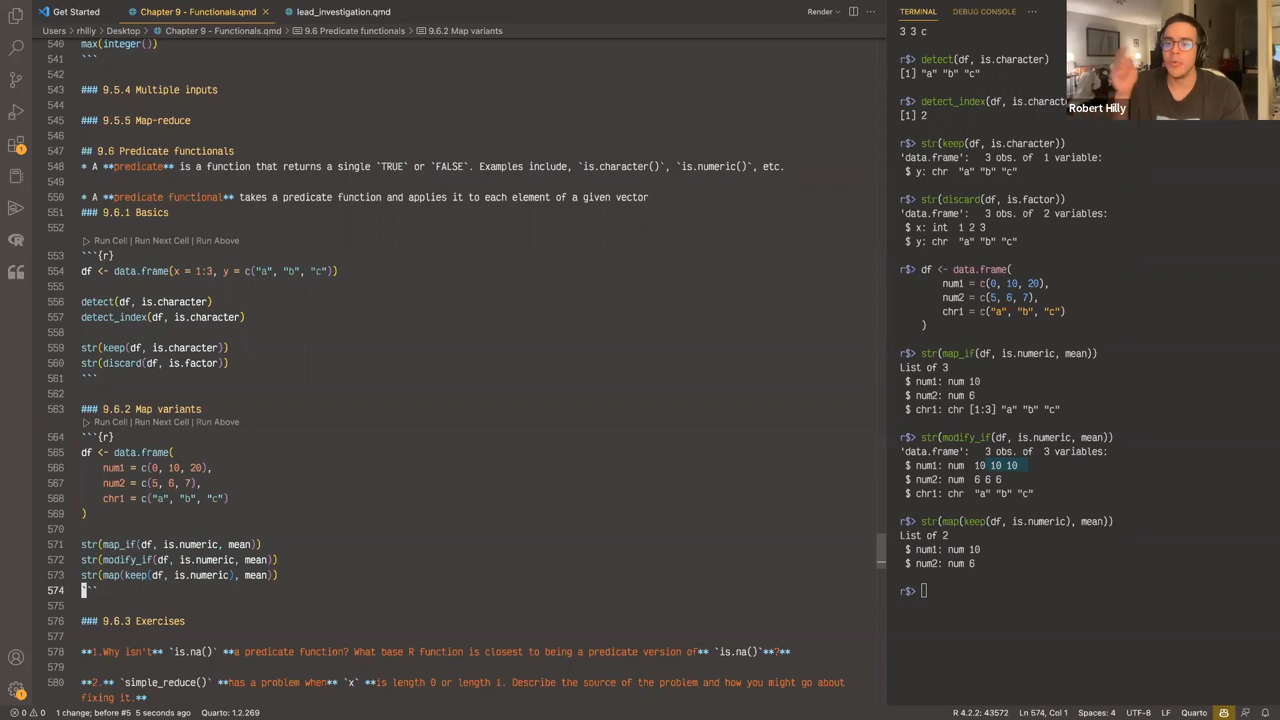 Get Started
Chapter 9 - Functionals.qmd
lead_investigation.qmd
Render
Users > rhilly > Desktop > Chapter 9 - Functionals.qmd > 9.6 Predicate functionals > 9.6.2 Map variants
540
541
542
543
544
545
546
547
548
549
550
551
552
553
554
555
556
557
558
559
560
561
562
563
564
565
566
567
568
569
570
571
572
573
574
575
576
577
578
579
580
max(integer())
```
### 9.5.4 Multiple inputs
### 9.5.5 Map-reduce
## 9.6 Predicate functionals
* A **predicate** is a function that returns a single `TRUE` or `FALSE`. Examples include, `is.character()`, `is.numeric()`, etc.
* A **predicate functional** takes a predicate function and applies it to each element of a given vector
### 9.6.1 Basics
Run Cell | Run Next Cell | Run Above
```{r}
df <- data.frame(x = 1:3, y = c("a", "b", "c"))
detect(df, is.character)
detect_index(df, is.character)
str(keep(df, is.character))
str(discard(df, is.factor))
```
### 9.6.2 Map variants
Run Cell | Run Next Cell | Run Above
```{r}
df <- data.frame(
num1 = c(0, 10, 20),
num2 = c(5, 6, 7),
chr1 = c("a", "b", "c")
)
str(map_if(df, is.numeric, mean))
str(modify_if(df, is.numeric, mean))
str(map(keep(df, is.numeric), mean))
```
### 9.6.3 Exercises
**1.Why isn't** `is.na()` **a predicate function? What base R function is closest to being a predicate version of** `is.na()`**?**
**2.** `simple_reduce()` **has a problem when** `x` **is length 0 or length 1. Describe the source of the problem and how you might go about
fixing it.**
TERMINAL
DEBUG CONSOLE
3 3 c
r$> detect(df, is.character)
[1] "a" "b" "c"
r$> detect_index(df, is.charact
[1] 2
r$> str(keep(df, is.character))
'data.frame': 3 obs. of 1 variable:
$ y: chr "a" "b" "c"
r$> str(discard(df, is.factor))
'data.frame': 3 obs. of 2 variables:
$ x: int 1 2 3
$ y: chr "a" "b" "c"
r$> df <- data.frame(
num1 = c(0, 10, 20),
num2 = c(5, 6, 7),
chr1 = c("a", "b", "c")
)
r$> str(map_if(df, is.numeric, mean))
List of 3
$ num1: num 10
$ num2: num 6
$ chr1: chr [1:3] "a" "b" "c"
r$> str(modify_if(df, is.numeric, mean))
'data.frame': 3 obs. of 3 variables:
$ num1: num 10 10 10
$ num2: num 6 6 6
$ chr1: chr "a" "b" "c"
r$> str(map(keep(df, is.numeric), mean))
List of 2
$ num1: num 10
$ num2: num 6
r$>
Robert Hilly
0 0 1 change; before #5 5 seconds ago Quarto: 1.2.269
R 4.2.2: 43572 Ln 574, Col 1 Spaces: 4 UTF-8 LF Quarto